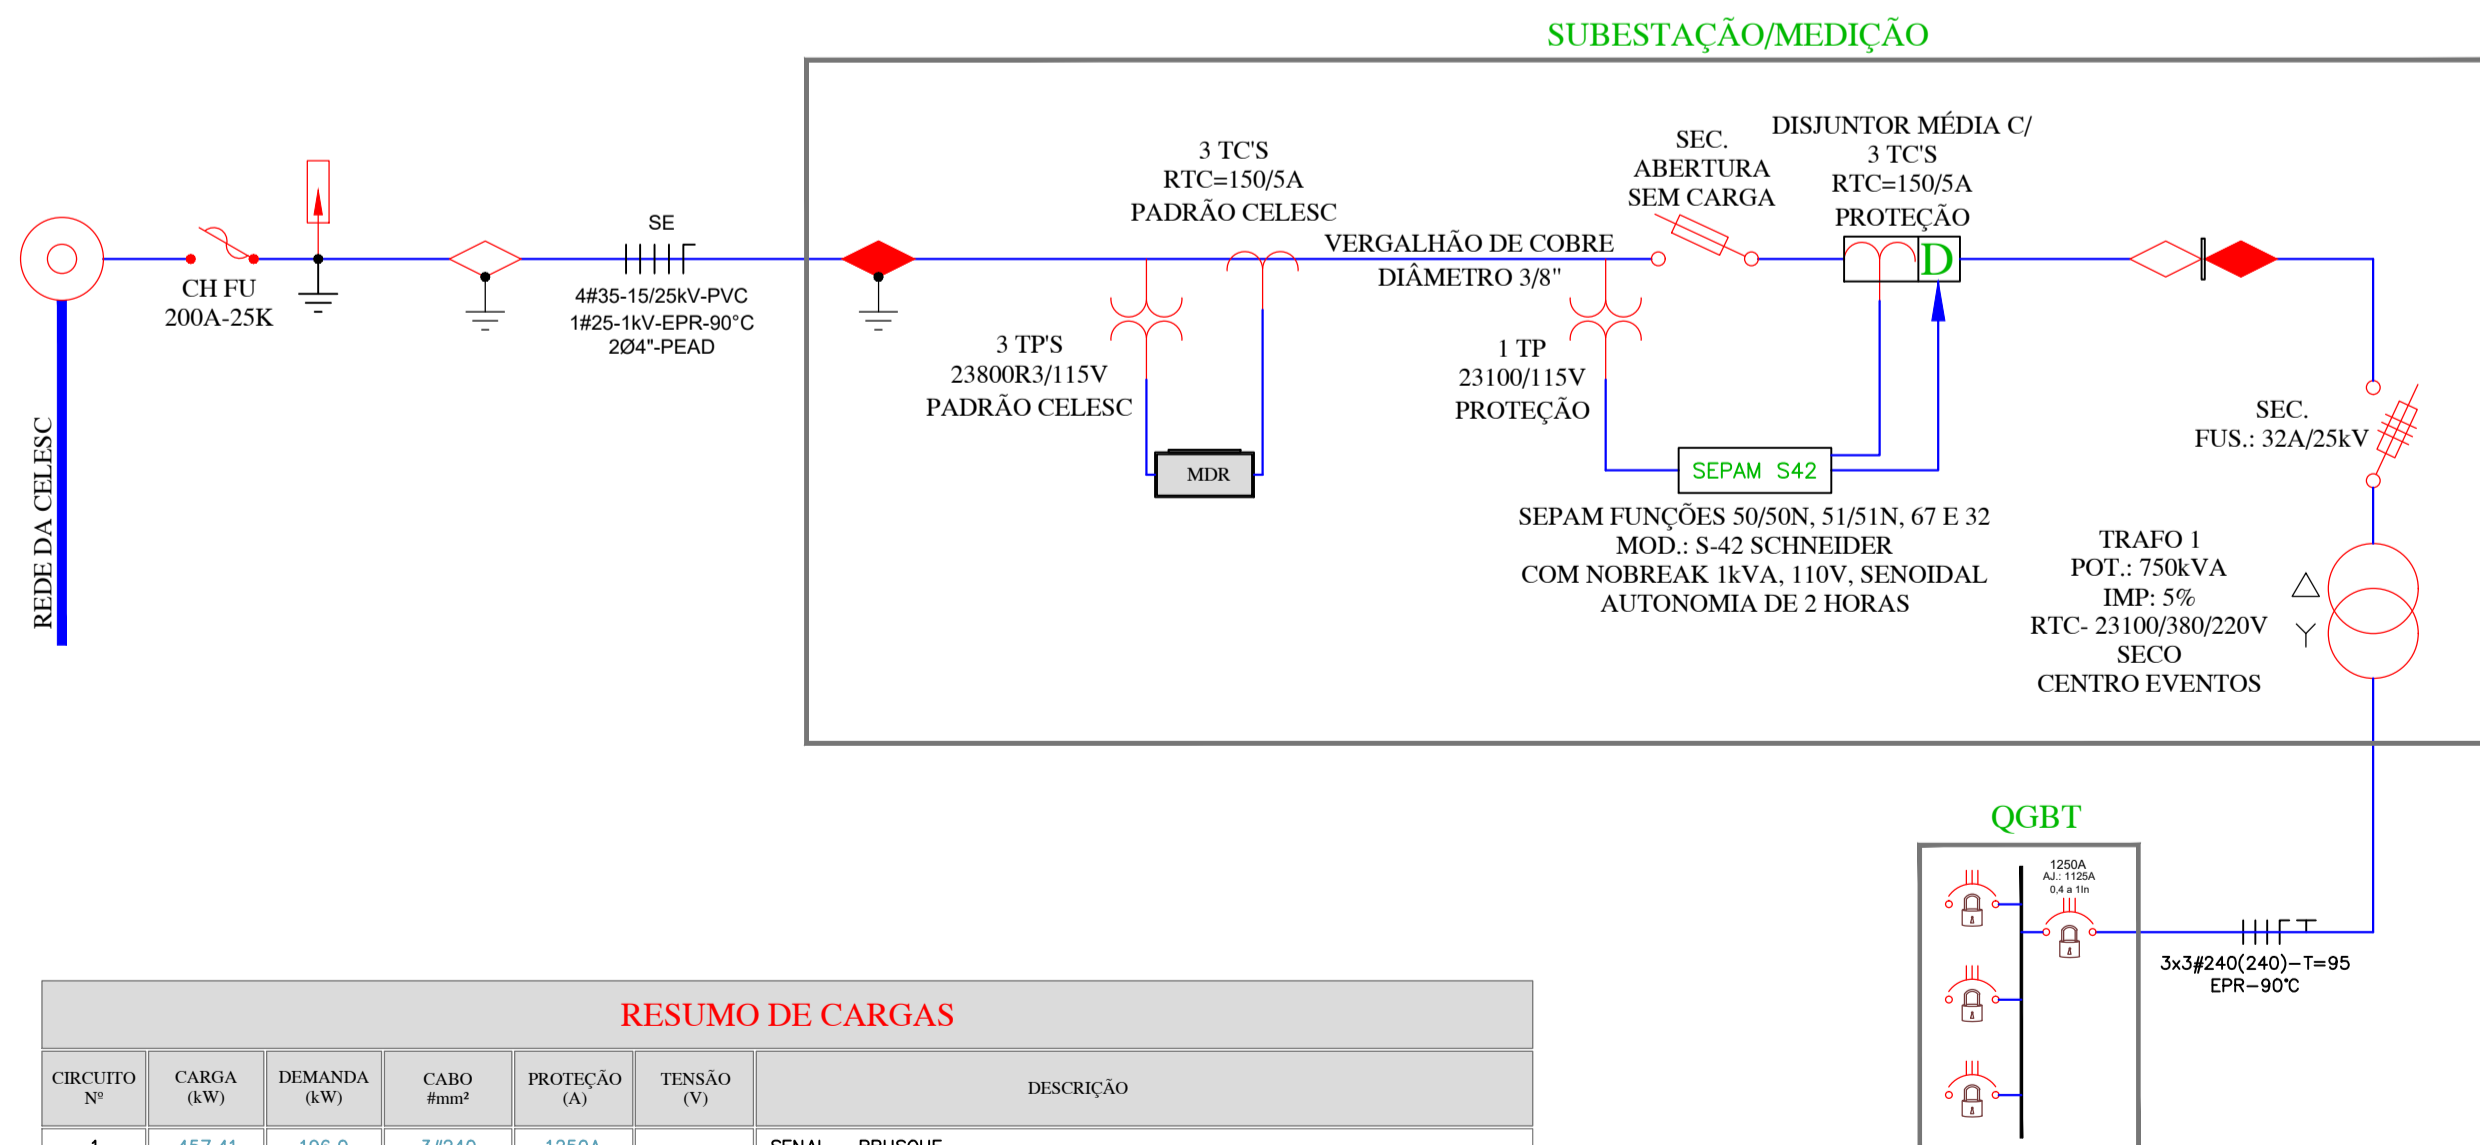 SUBESTAÇÃO/MEDIÇÃO
CH FU
200A-25K
REDE DA CELESC
SE
4#35-15/25kV-PVC
1#25-1kV-EPR-90°C
2Ø4"-PEAD
3 TC'S
RTC=150/5A
PADRÃO CELESC
3 TP'S
23800R3/115V
PADRÃO CELESC
MDR
VERGALHÃO DE COBRE
DIÂMETRO 3/8"
1 TP
23100/115V
PROTEÇÃO
SEC.
ABERTURA
SEM CARGA
DISJUNTOR MÉDIA C/
3 TC'S
RTC=150/5A
PROTEÇÃO
D
SEPAM S42
SEPAM FUNÇÕES 50/50N, 51/51N, 67 E 32
MOD.: S-42 SCHNEIDER
COM NOBREAK 1kVA, 110V, SENOIDAL
AUTONOMIA DE 2 HORAS
SEC.
FUS.: 32A/25kV
TRAFO 1
POT.: 750kVA
IMP: 5%
RTC- 23100/380/220V
SECO
CENTRO EVENTOS
QGBT
1250A
AJ.: 1125A
0,4 a 1In
3x3#240(240)-T=95
EPR-90°C
RESUMO DE CARGAS
CIRCUITO
Nº
CARGA
(kW)
DEMANDA
(kW)
CABO
#mm²
PROTEÇÃO
(A)
TENSÃO
(V)
DESCRIÇÃO